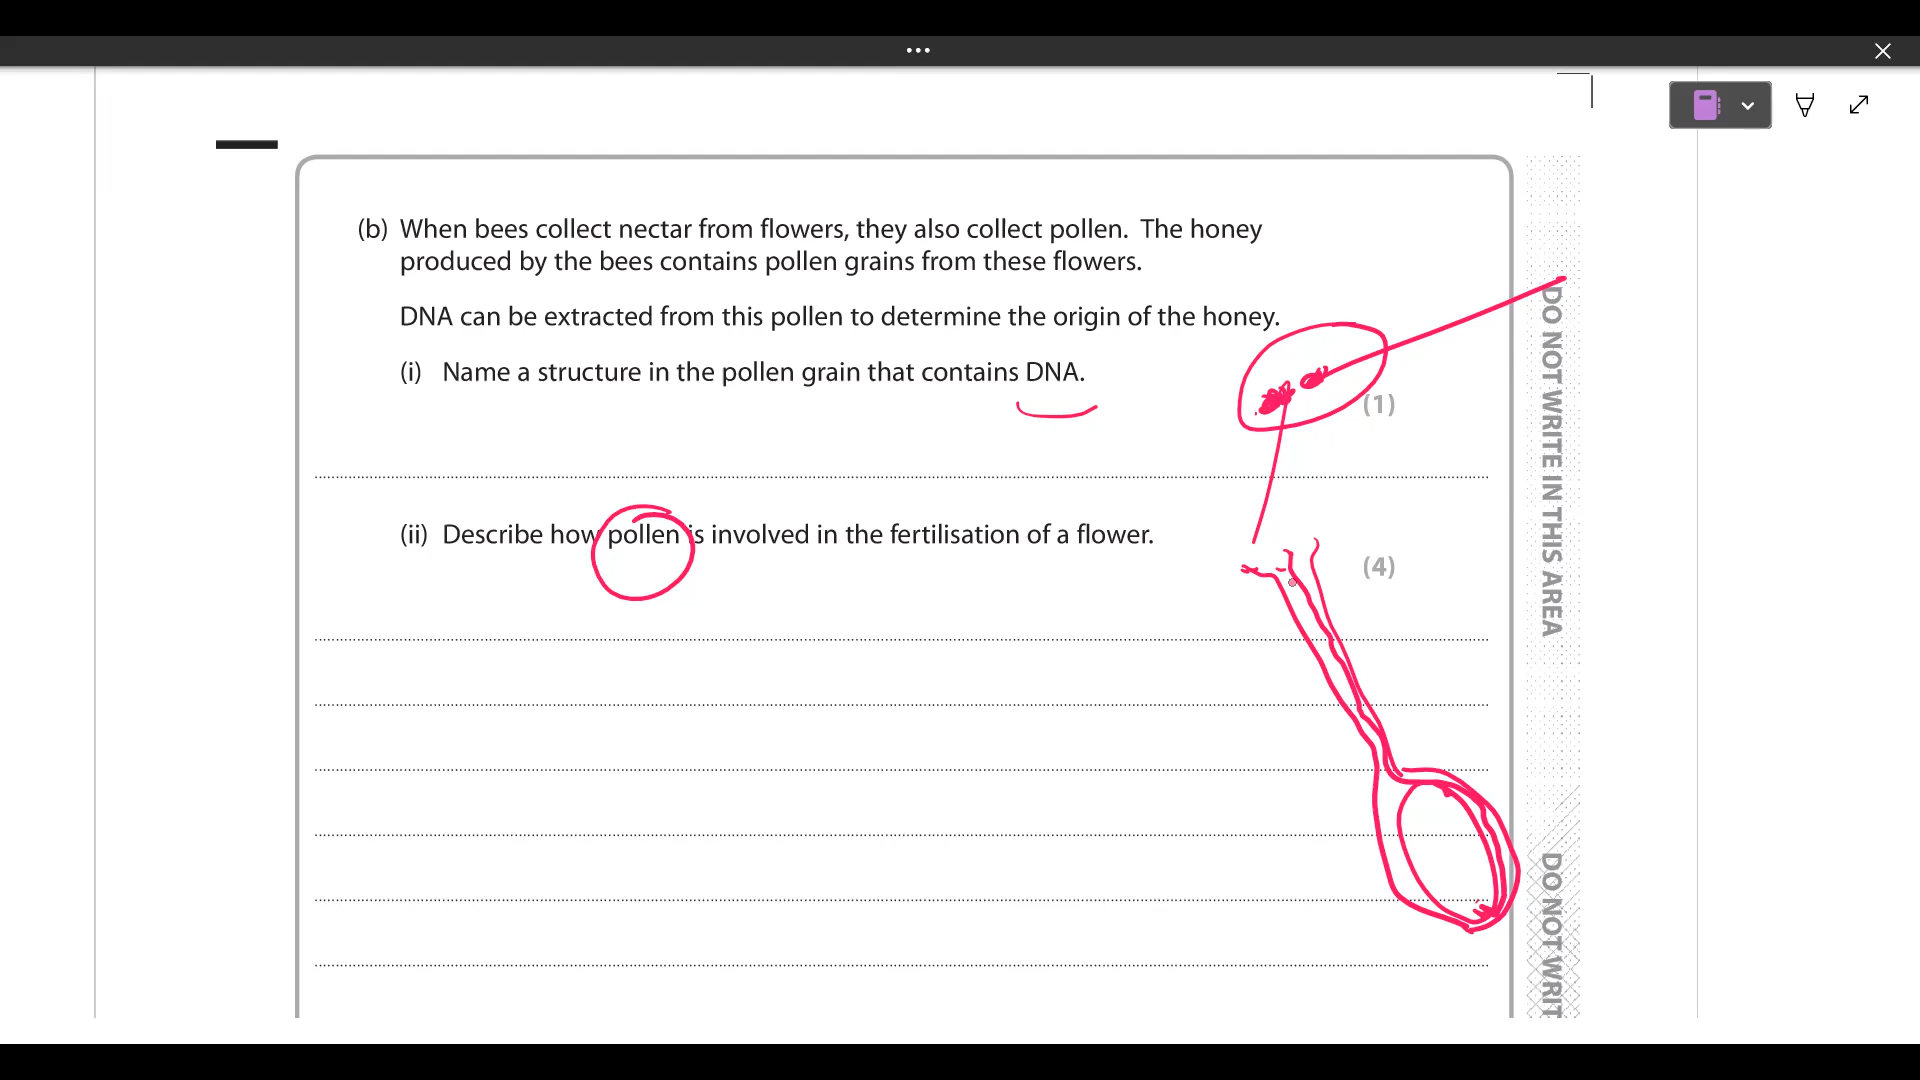 (b) When bees collect nectar from flowers, they also collect pollen. The honey
produced by the bees contains pollen grains from these flowers.
DNA can be extracted from this pollen to determine the origin of the honey.
(i) Name a structure in the pollen grain that contains DNA.
(1)
(ii) Describe how pollen is involved in the fertilisation of a flower.
(4)
DO NOT WRITE IN THIS AREA
DO NOT WRIT